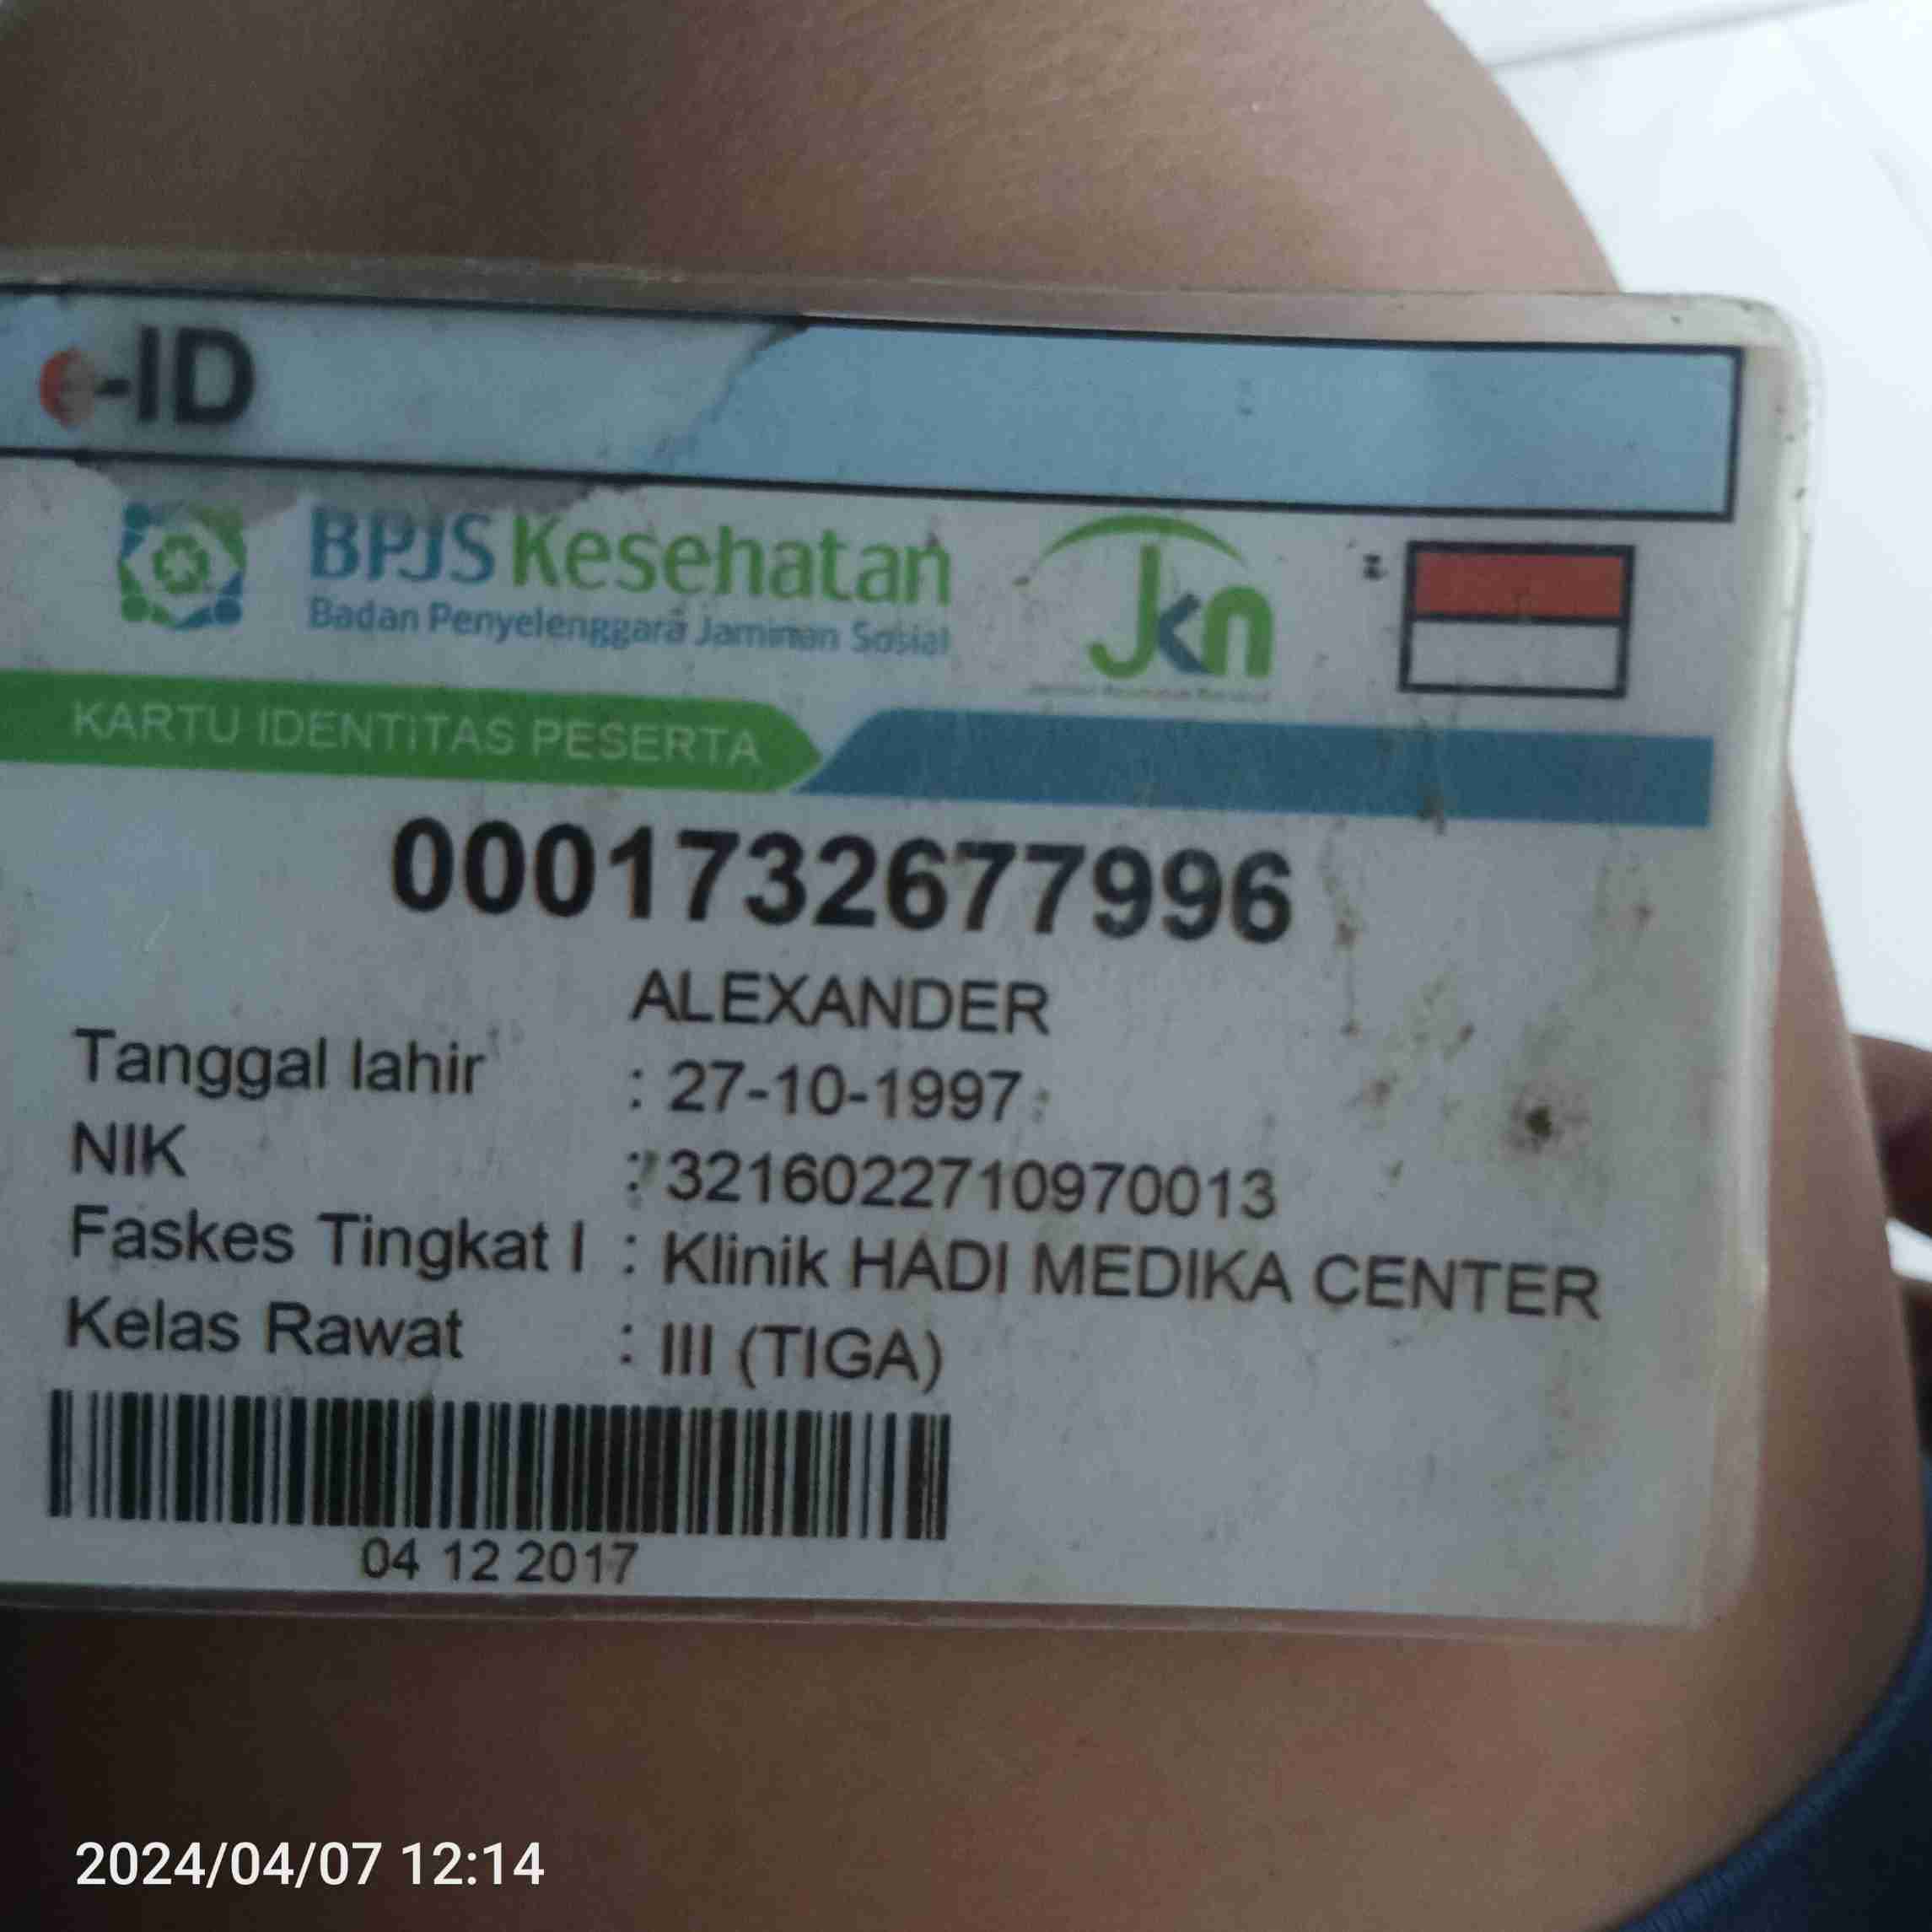 e-ID
BPJS Kesehatan
Badan Penyelenggara Jaminan Sosial
Jkn
KARTU IDENTITAS PESERTA
0001732677996
ALEXANDER
Tanggal lahir : 27-10-1997
NIK : 3216022710970013
Faskes Tingkat I : Klinik HADI MEDIKA CENTER
Kelas Rawat : III (TIGA)
04 12 2017
2024/04/07 12:14